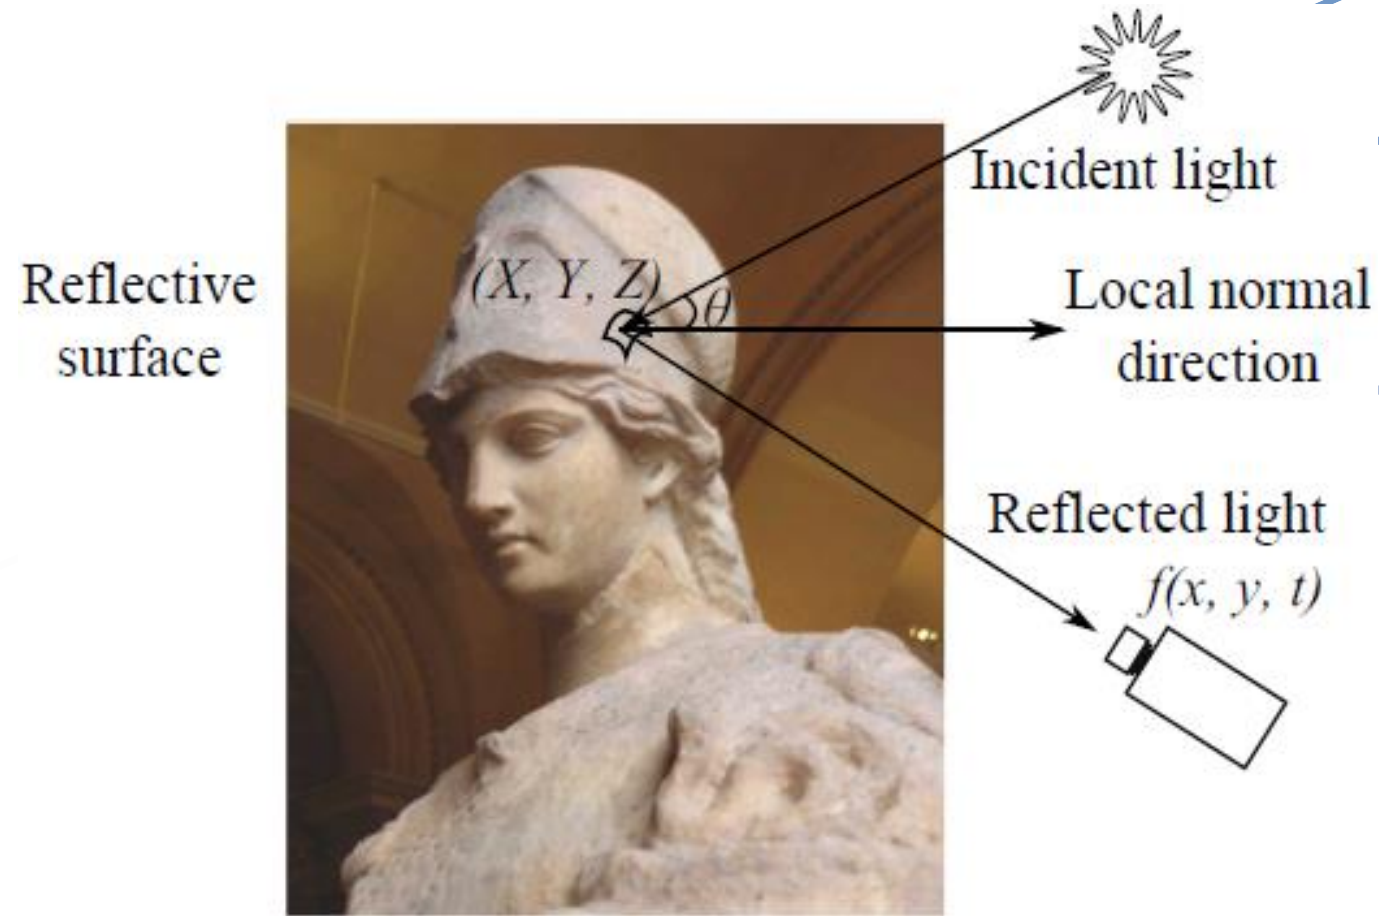 Incident light
Reflective
surface
(X, Y, Z)
θ
Local normal
direction
Reflected light
f(x, y, t)